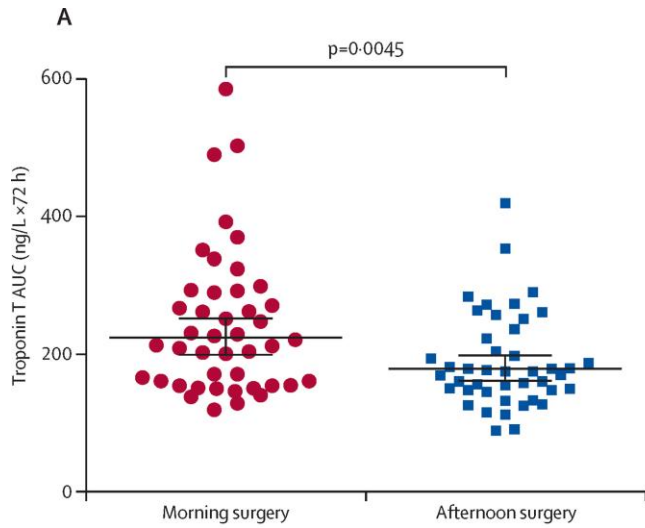 A
p=0·0045
600
400
200
0
Troponin T AUC (ng/L ×72 h)
Morning surgery
Afternoon surgery